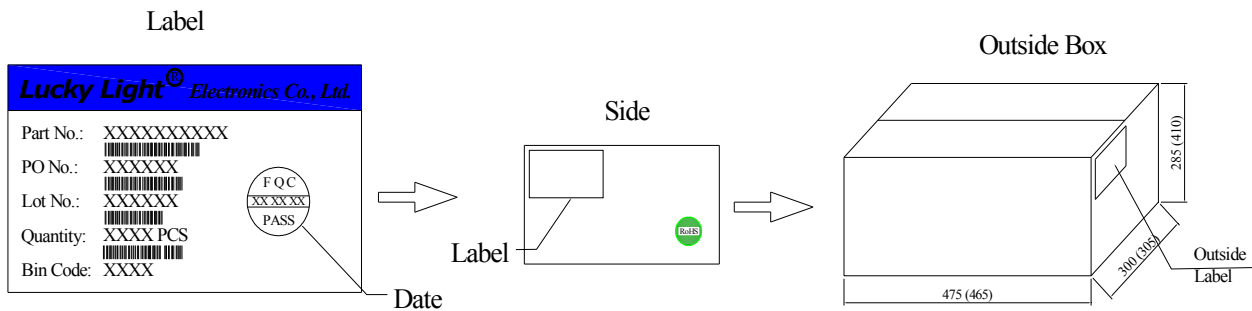 Label
Lucky Light® Electronics Co., Ltd.
Part No.: XXXXXXXXXX
PO No.: XXXXXX
Lot No.: XXXXXX
Quantity: XXXX PCS
Bin Code: XXXX
F Q C
XX XX XX
PASS
Date
Side
Label
RoHS
Outside Box
285 (410)
300 (305)
475 (465)
Outside
Label